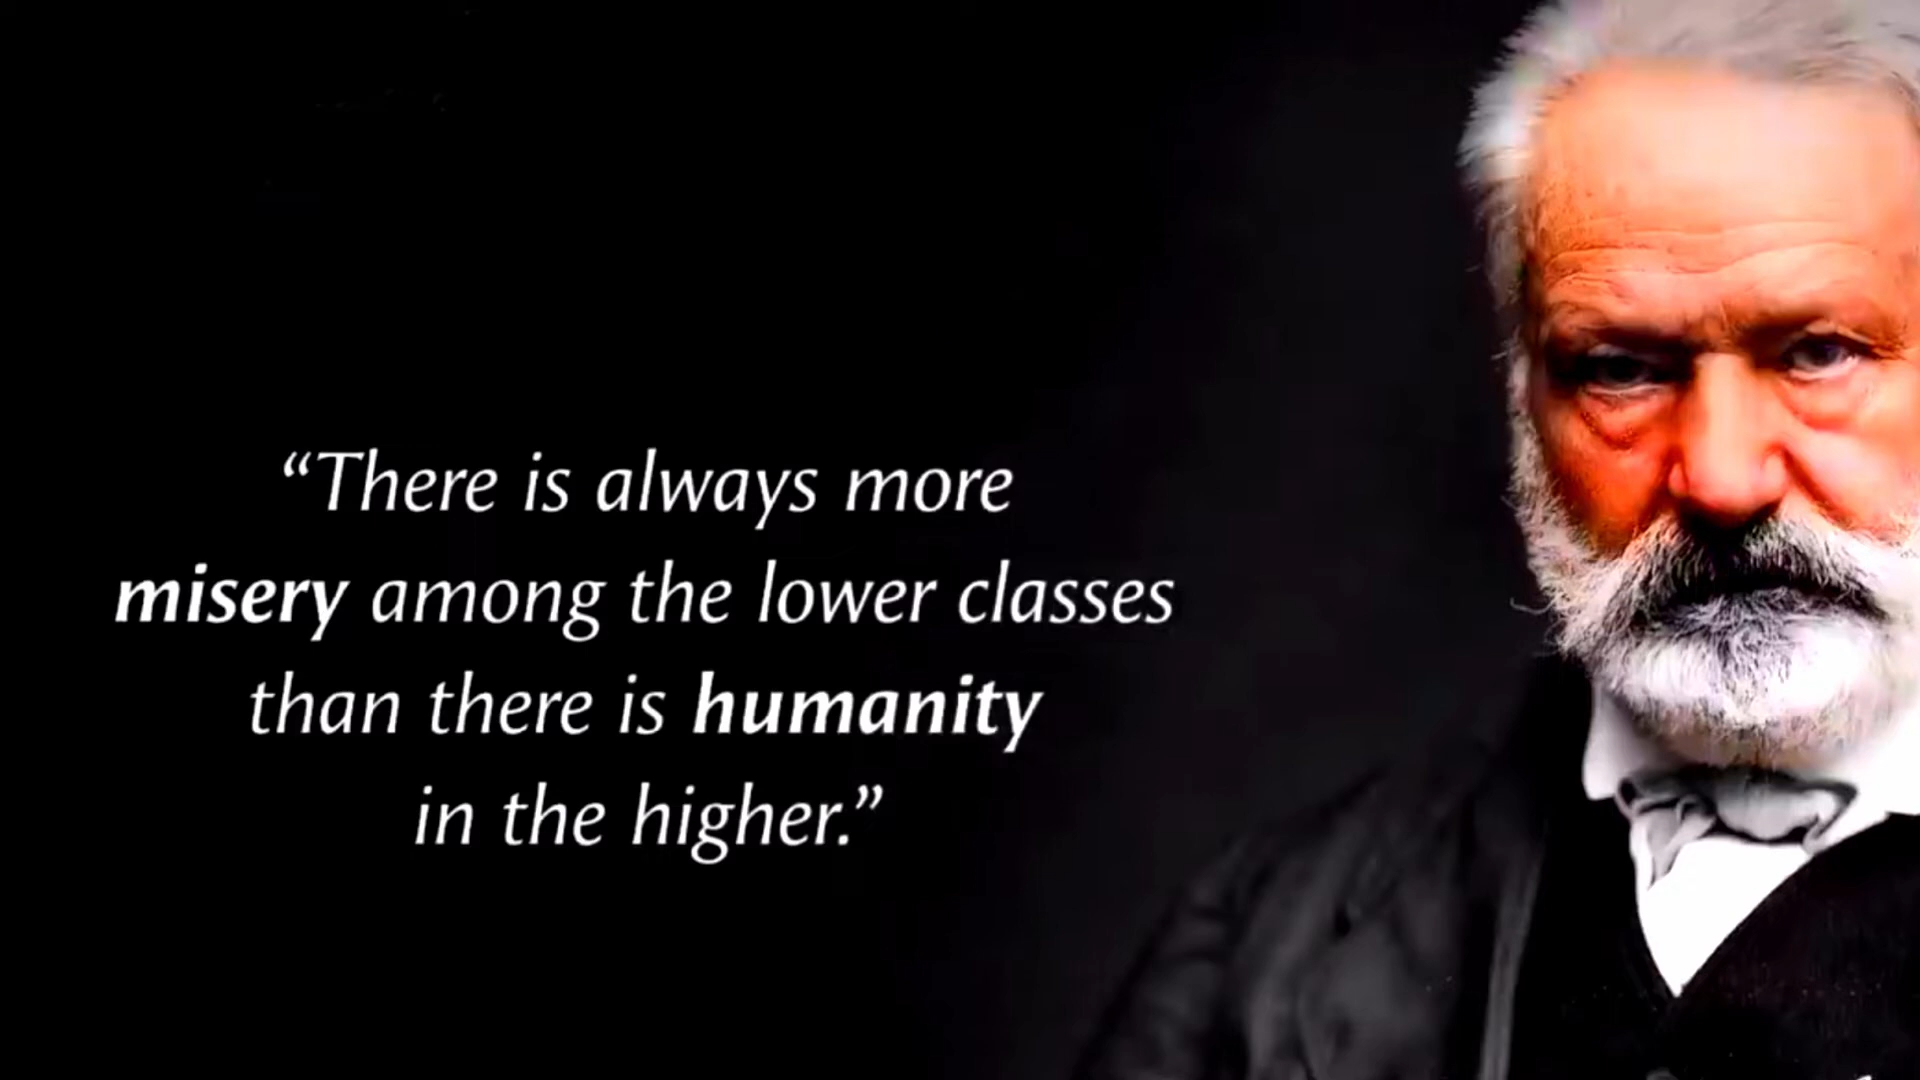 “There is always more
misery among the lower classes
than there is humanity
in the higher.”